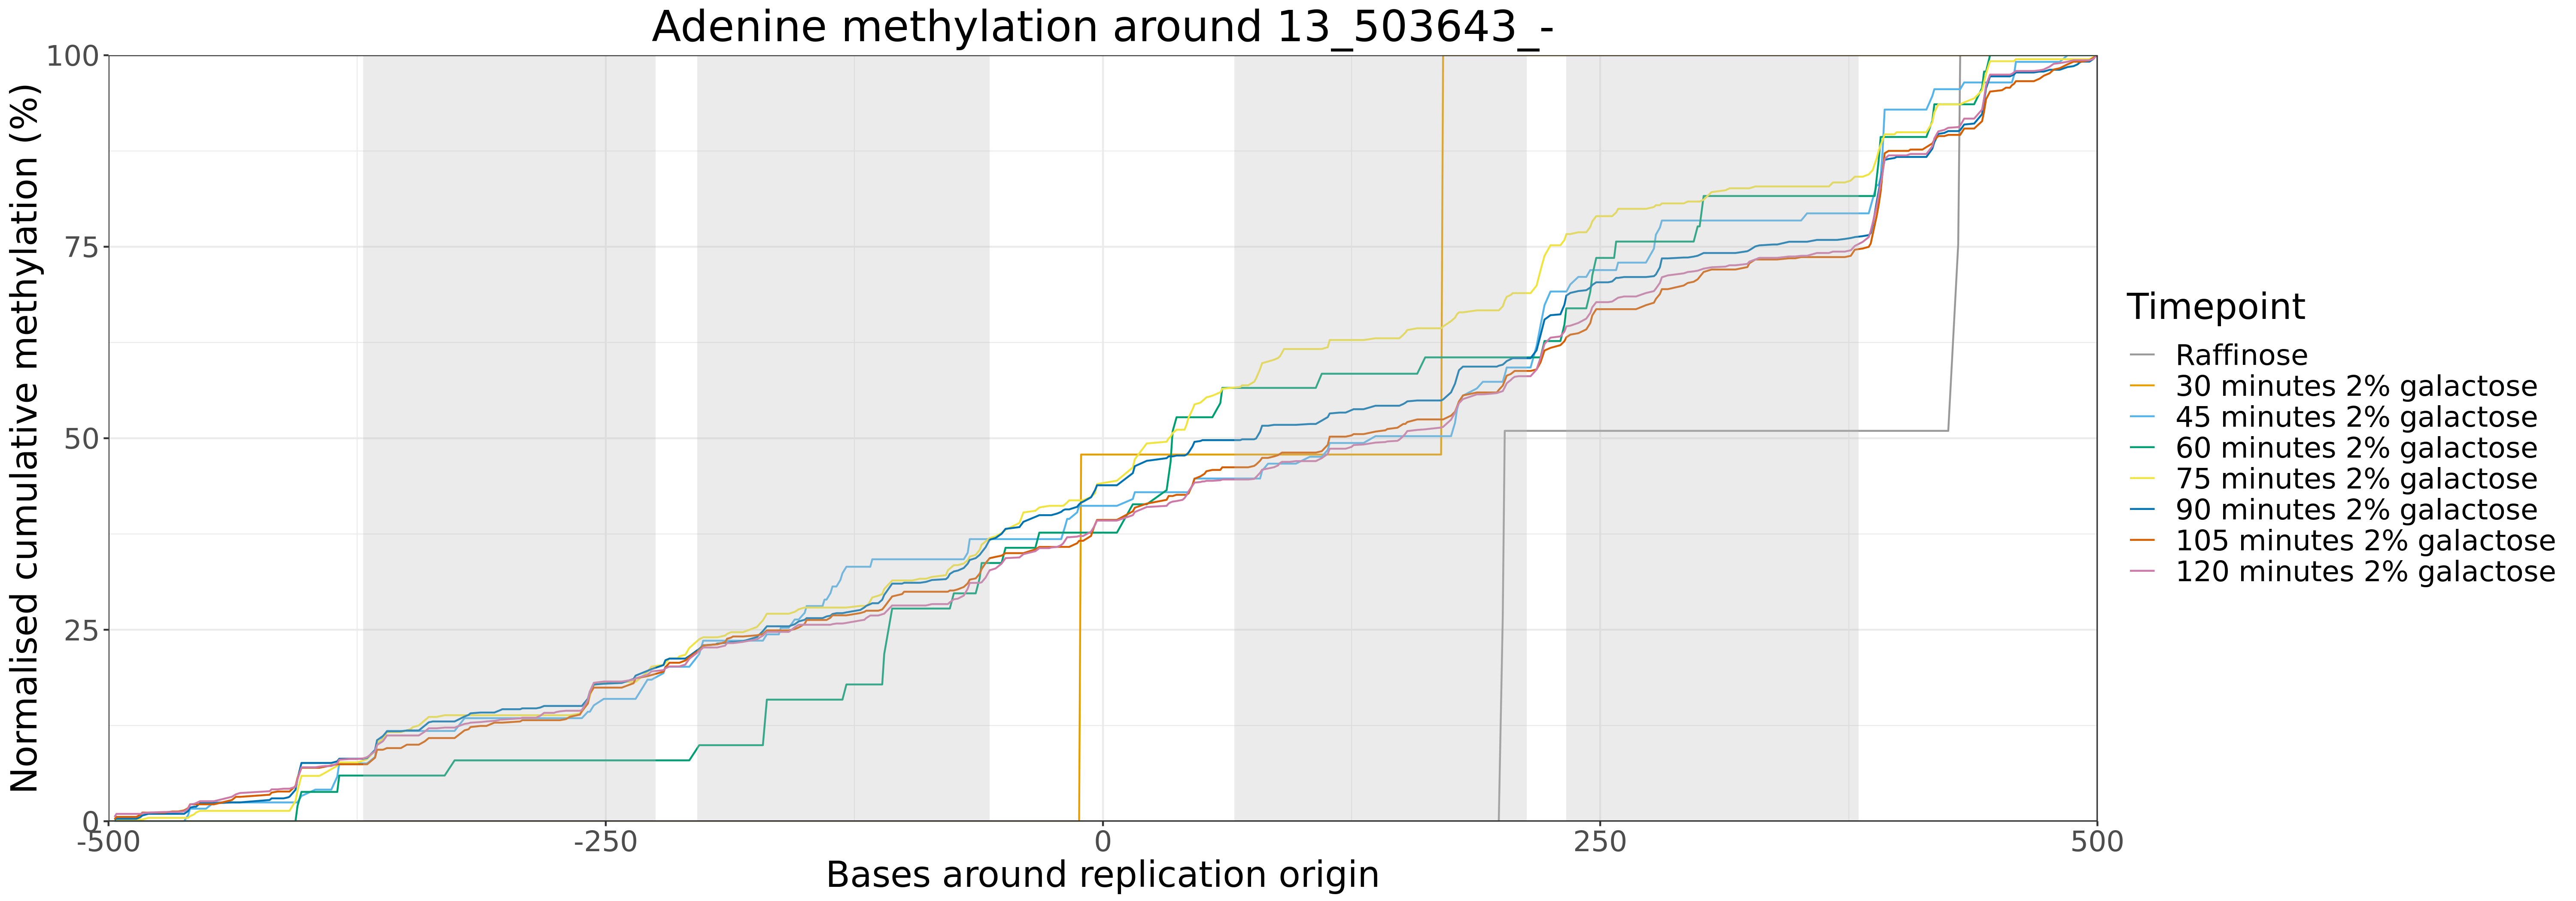 Adenine methylation around 13_503643_-
Normalised cumulative methylation (%)
100
75
50
25
0
-500
-250
0
250
500
Bases around replication origin
Timepoint
Raffinose
30 minutes 2% galactose
45 minutes 2% galactose
60 minutes 2% galactose
75 minutes 2% galactose
90 minutes 2% galactose
105 minutes 2% galactose
120 minutes 2% galactose